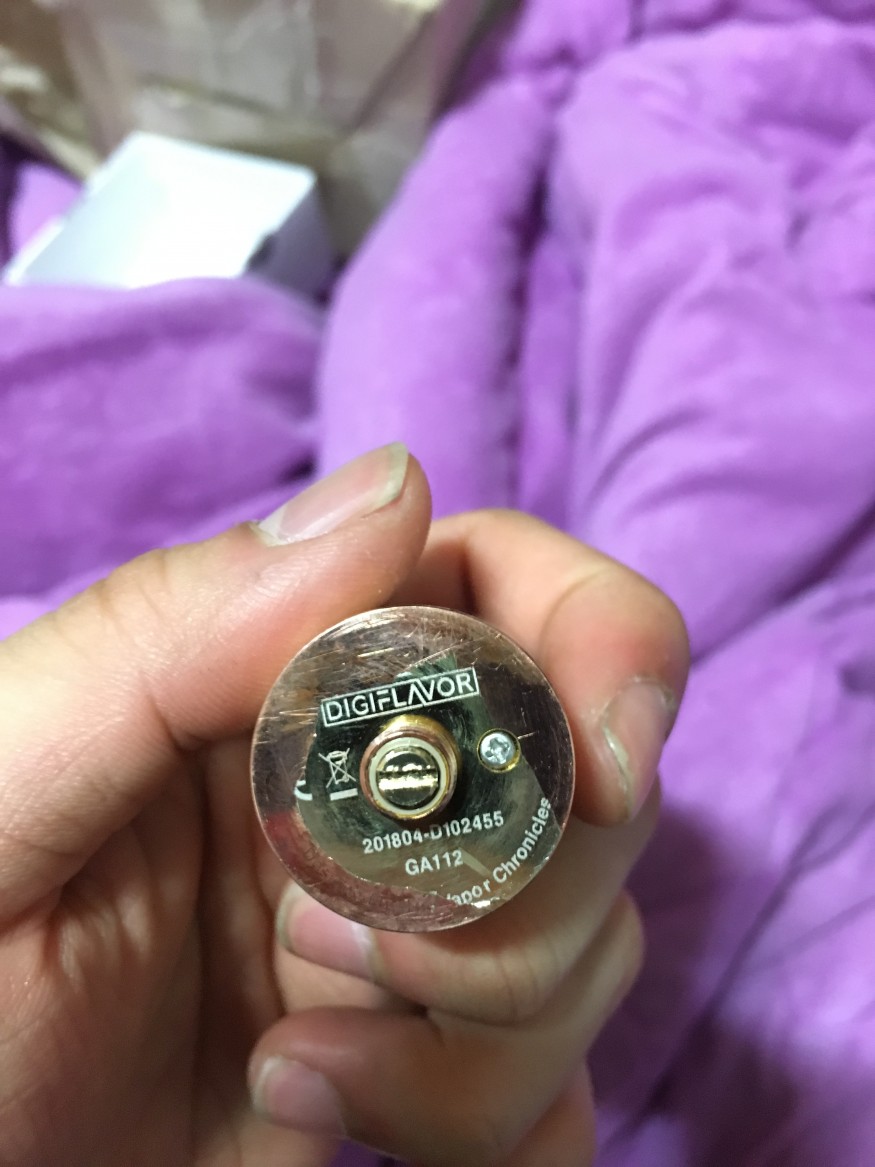 DIGIFLAVOR
201804-D102455
GA112
Chronicles